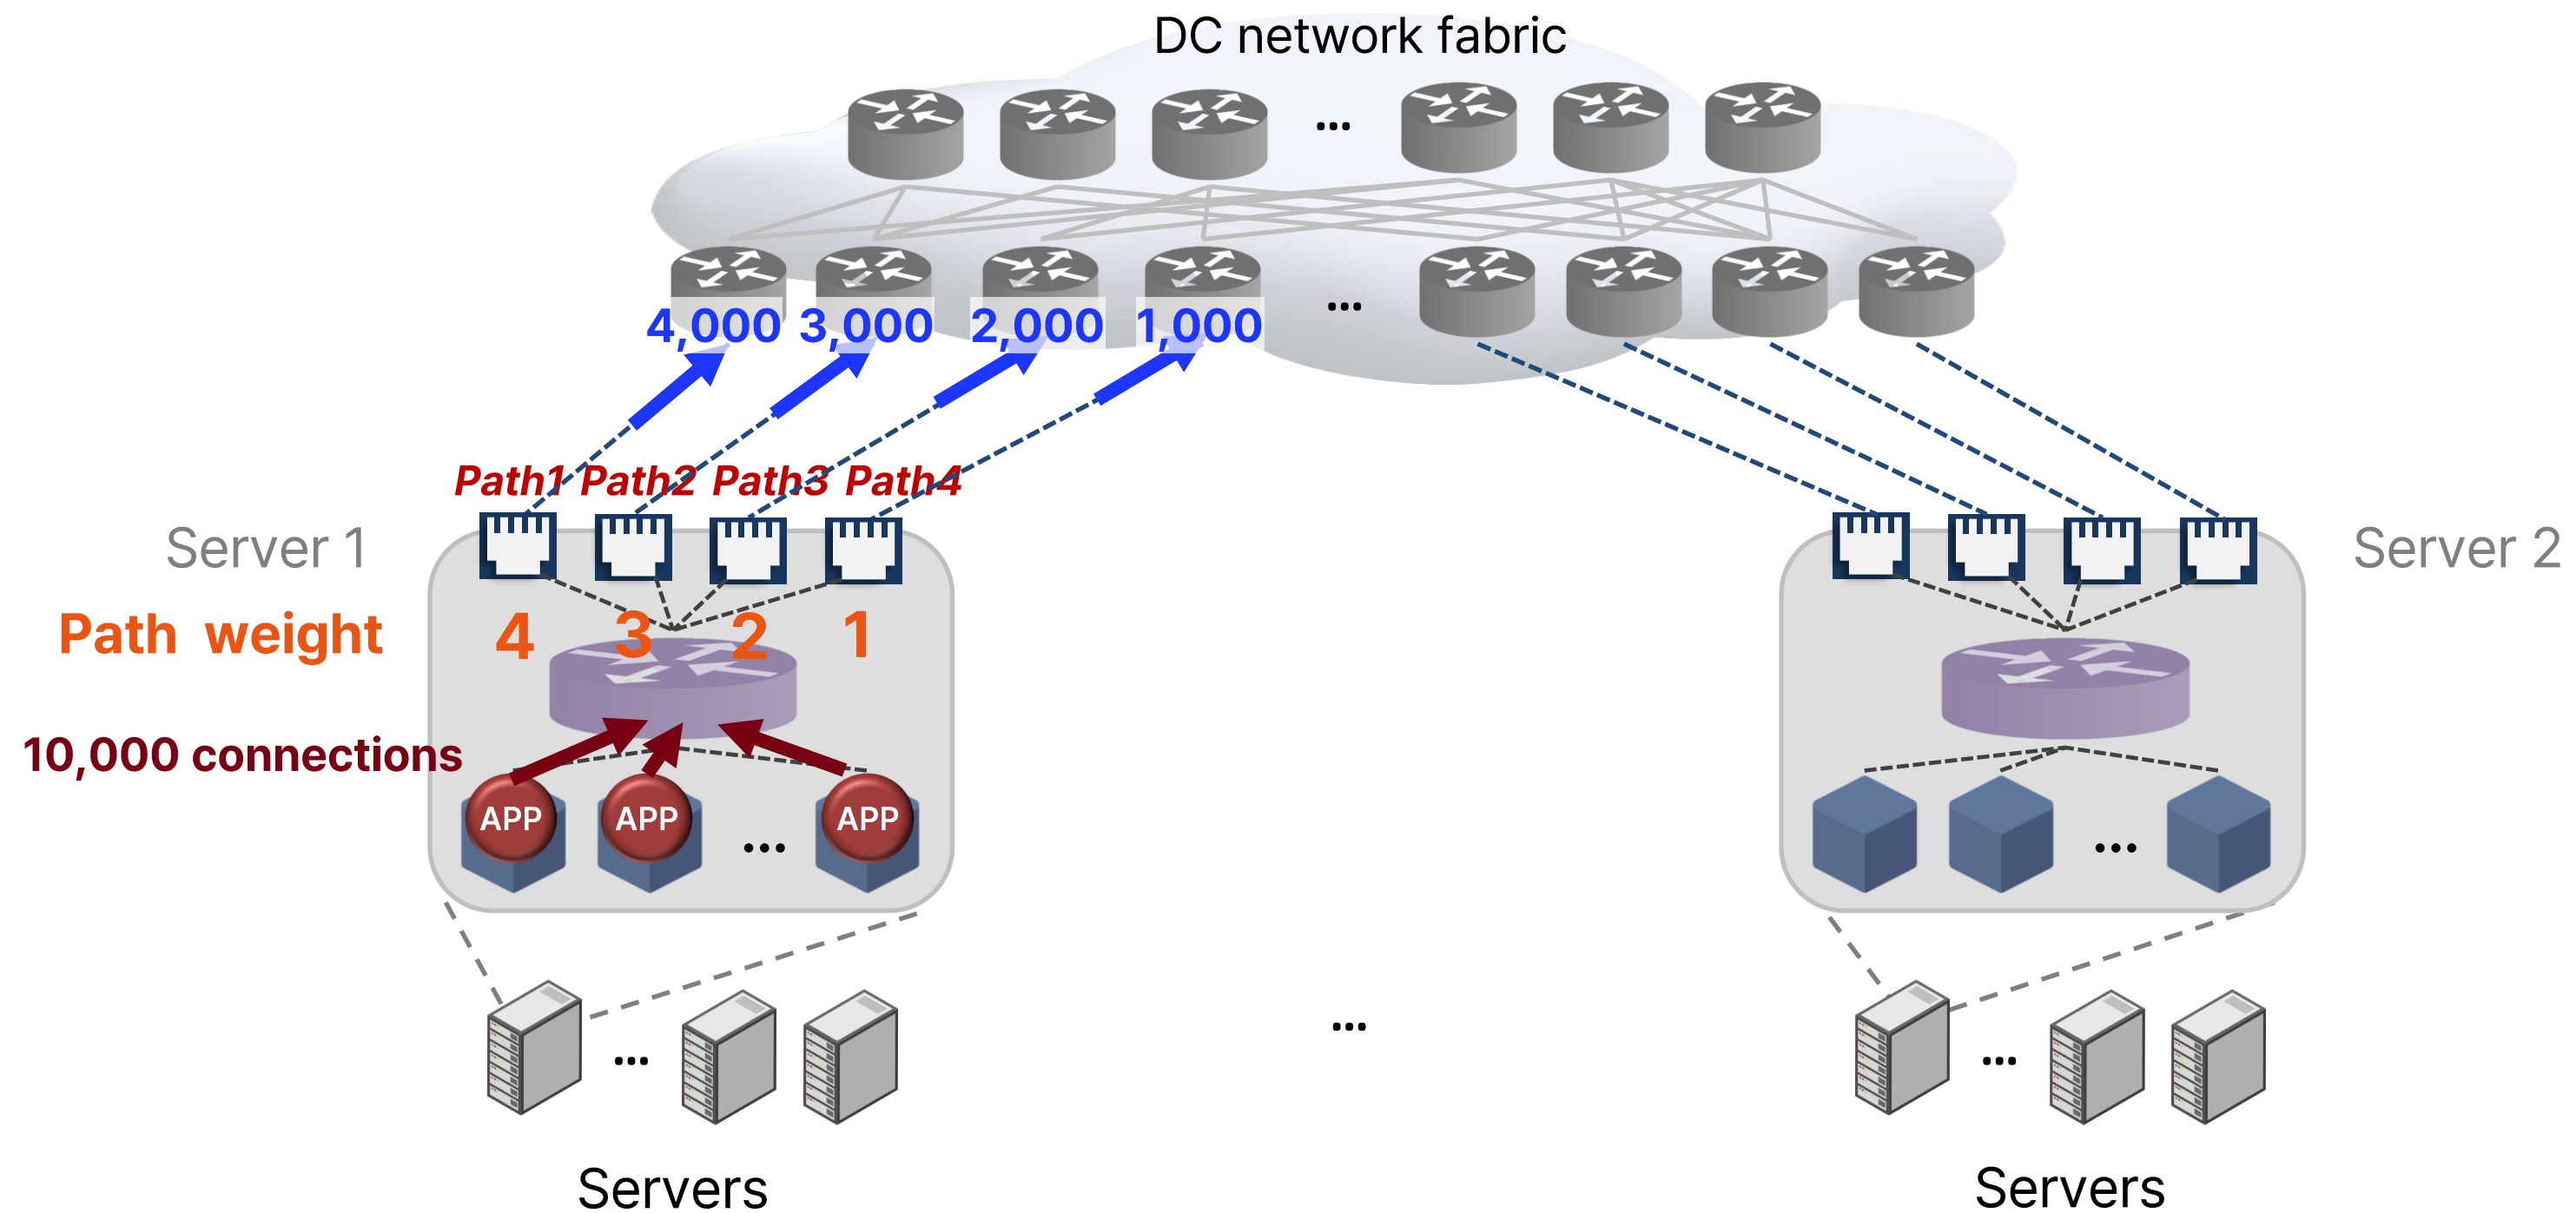 DC network fabric
...
4,000 3,000 2,000 1,000 ...
Path1 Path2 Path3 Path4
Server 1
Server 2
Path weight 4 3 2 1
10,000 connections
APP APP ... APP
...
... ... ...
Servers
Servers